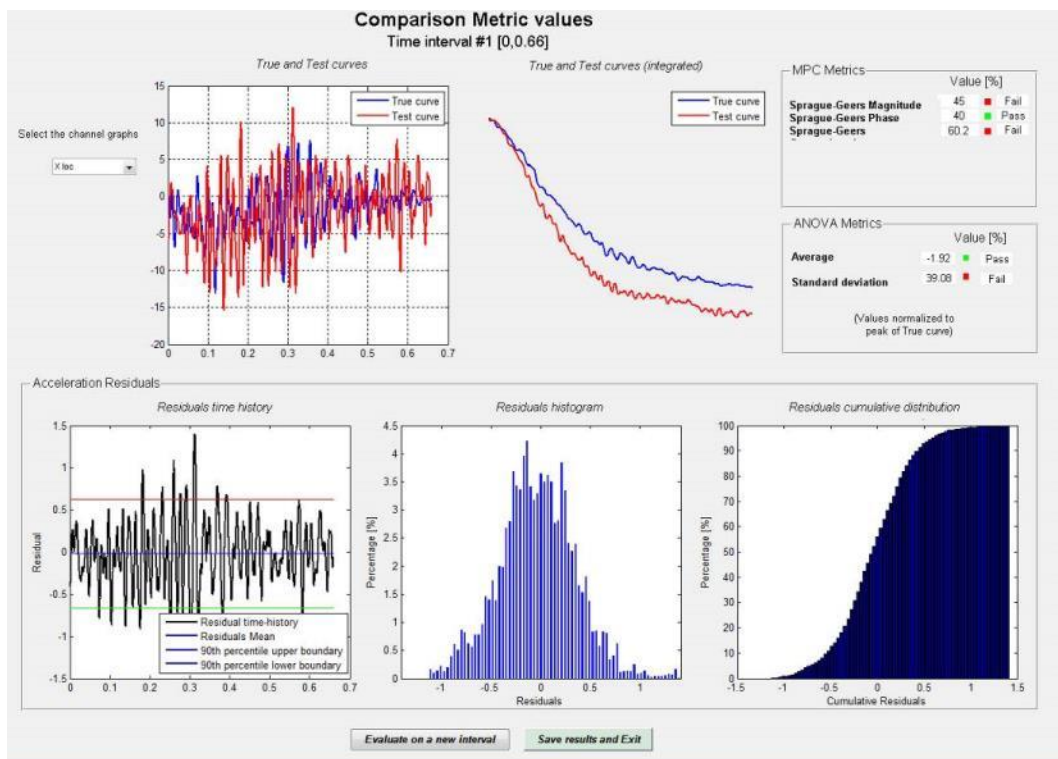 Comparison Metric values
Time interval #1 [0,0.66]
True and Test curves
True and Test curves (integrated)
Select the channel graphs
X loc
15
10
5
0
-5
-10
-15
-20
0 0.1 0.2 0.3 0.4 0.5 0.6 0.7
True curve
Test curve
True curve
Test curve
MPC Metrics
Value [%]
Sprague-Geers Magnitude 45 Fail
Sprague-Geers Phase 40 Pass
Sprague-Geers 60.2 Fail
ANOVA Metrics
Value [%]
Average -1.92 Pass
Standard deviation 39.08 Fail
(Values normalized to
peak of True curve)
Acceleration Residuals
Residuals time history
Residual
1.5
1
0.5
0
-0.5
-1
-1.5
0 0.1 0.2 0.3 0.4 0.5 0.6 0.7
Residual time-history
Residuals Mean
90th percentile upper boundary
90th percentile lower boundary
Residuals histogram
Percentage [%]
4.5
4
3.5
3
2.5
2
1.5
1
0.5
0
-1 -0.5 0 0.5 1
Residuals
Residuals cumulative distribution
Percentage [%]
100
90
80
70
60
50
40
30
20
10
0
-1.5 -1 -0.5 0 0.5 1 1.5
Cumulative Residuals
Evaluate on a new interval
Save results and Exit